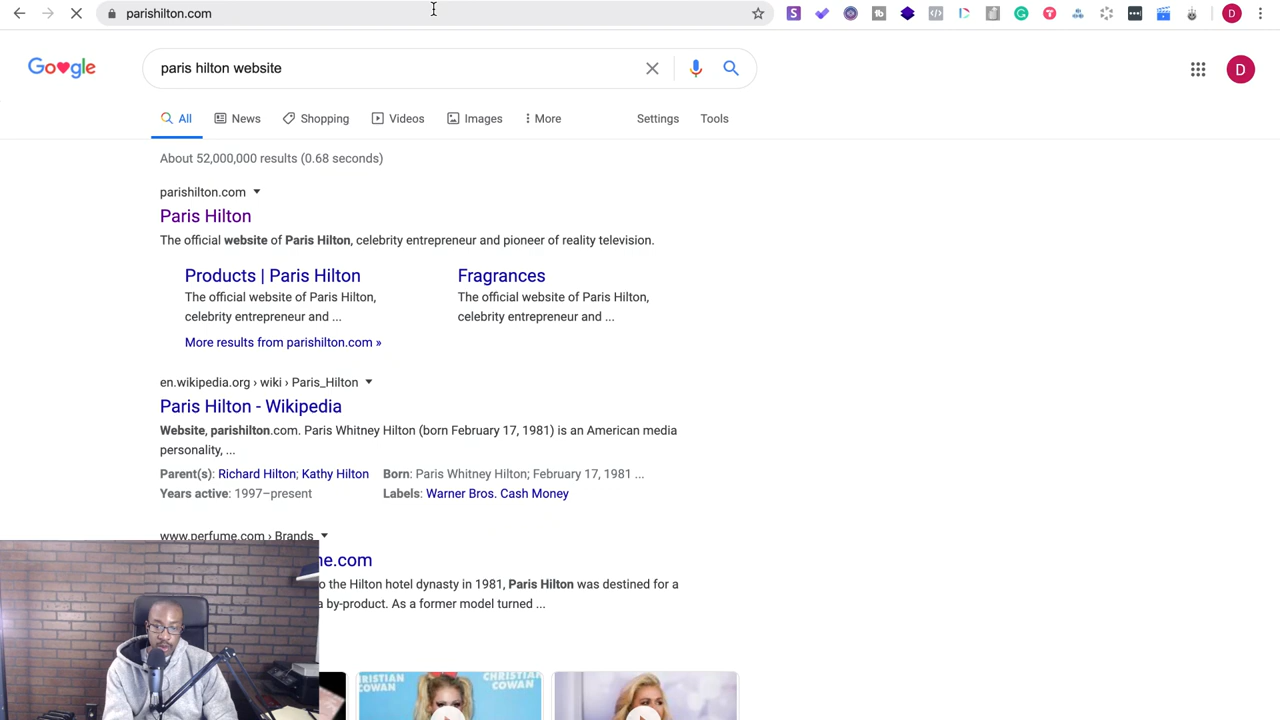 parishilton.com
S
tb
G
T
D
Google
paris hilton website
D
All
News
Shopping
Videos
Images
More
Settings
Tools
About 52,000,000 results (0.68 seconds)
parishilton.com
Paris Hilton
The official website of Paris Hilton, celebrity entrepreneur and pioneer of reality television.
Products | Paris Hilton
Fragrances
The official website of Paris Hilton,
The official website of Paris Hilton,
celebrity entrepreneur and ...
celebrity entrepreneur and ...
More results from parishilton.com »
en.wikipedia.org › wiki › Paris_Hilton
Paris Hilton - Wikipedia
Website, parishilton.com. Paris Whitney Hilton (born February 17, 1981) is an American media
personality, ...
Parent(s): Richard Hilton; Kathy Hilton
Born: Paris Whitney Hilton; February 17, 1981 ...
Years active: 1997–present
Labels: Warner Bros. Cash Money
www.perfume.com › Brands
e.com
o the Hilton hotel dynasty in 1981, Paris Hilton was destined for a
by-product. As a former model turned ...
CHRISTIAN
CHRISTIAN
COWAN
COWAN